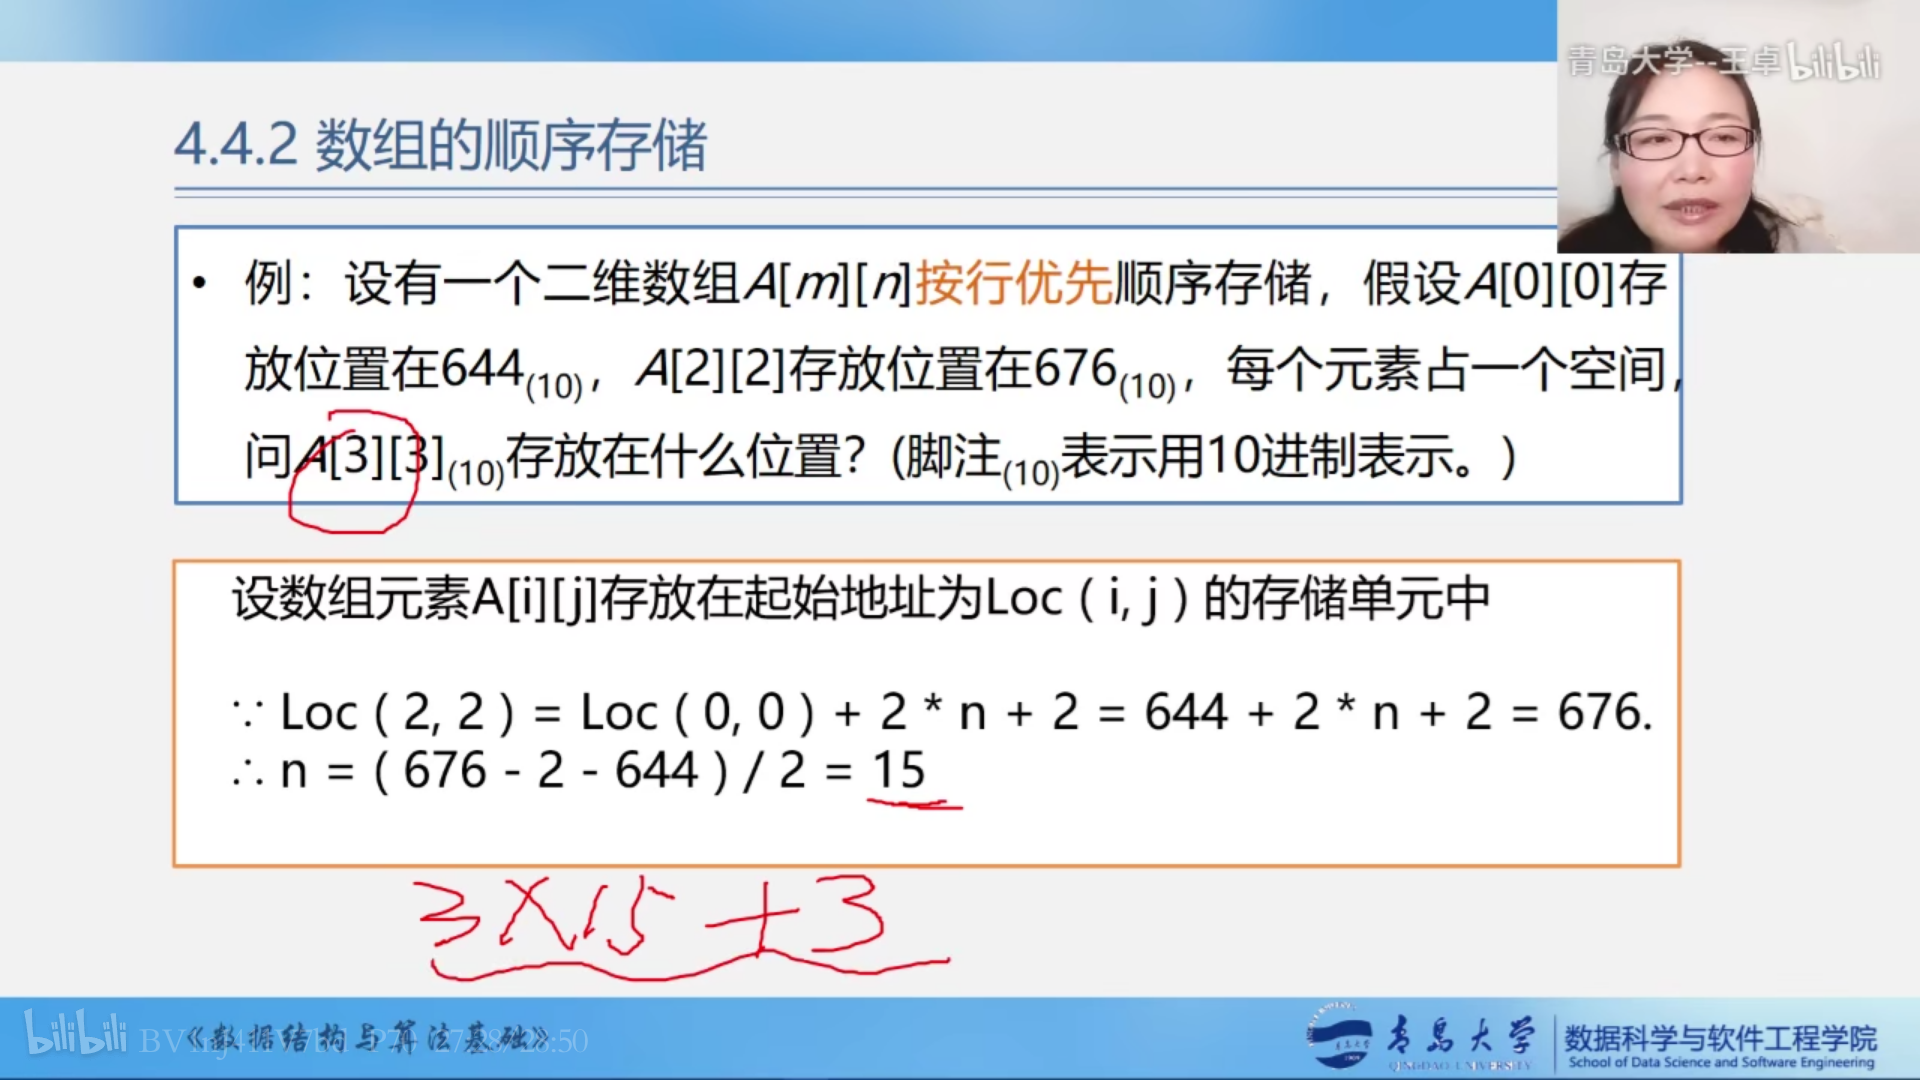 青岛大学--王卓 bilibili
4.4.2 数组的顺序存储
• 例：设有一个二维数组A[m][n]按行优先顺序存储，假设A[0][0]存
放位置在644(10)，A[2][2]存放位置在676(10)，每个元素占一个空间，
问A[3][3](10)存放在什么位置？(脚注(10)表示用10进制表示。)
设数组元素A[i][j]存放在起始地址为Loc ( i, j ) 的存储单元中
∵ Loc ( 2, 2 ) = Loc ( 0, 0 ) + 2 * n + 2 = 644 + 2 * n + 2 = 676.
∴ n = ( 676 - 2 - 644 ) / 2 = 15
3×15+3
bilibili
《数据结构与算法基础》
青岛大学
QINGDAO UNIVERSITY
数据科学与软件工程学院
School of Data Science and Software Engineering